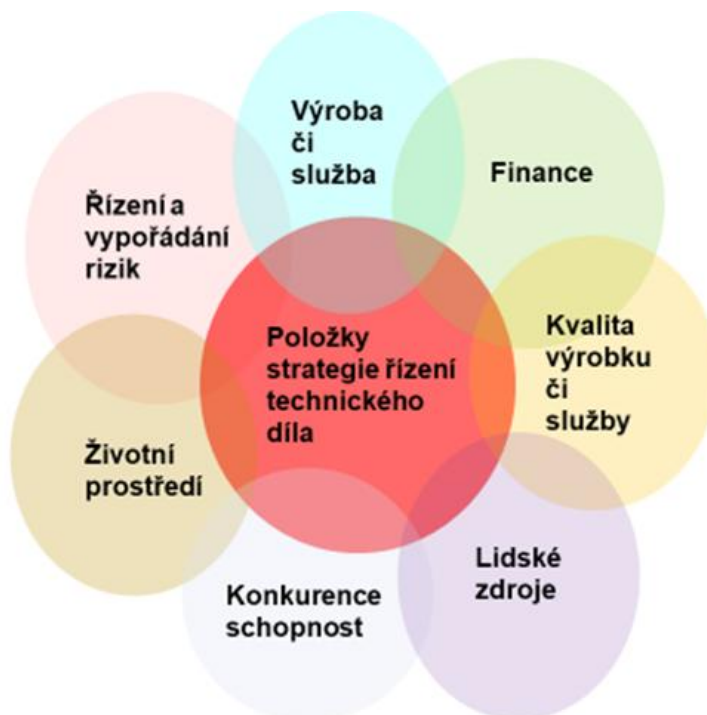 Výroba
či
služba
Finance
Řízení a
vypořádání
rizik
Položky
strategie řízení
technického
díla
Kvalita
výrobku
či
služby
Životní
prostředí
Lidské
zdroje
Konkurence
schopnost